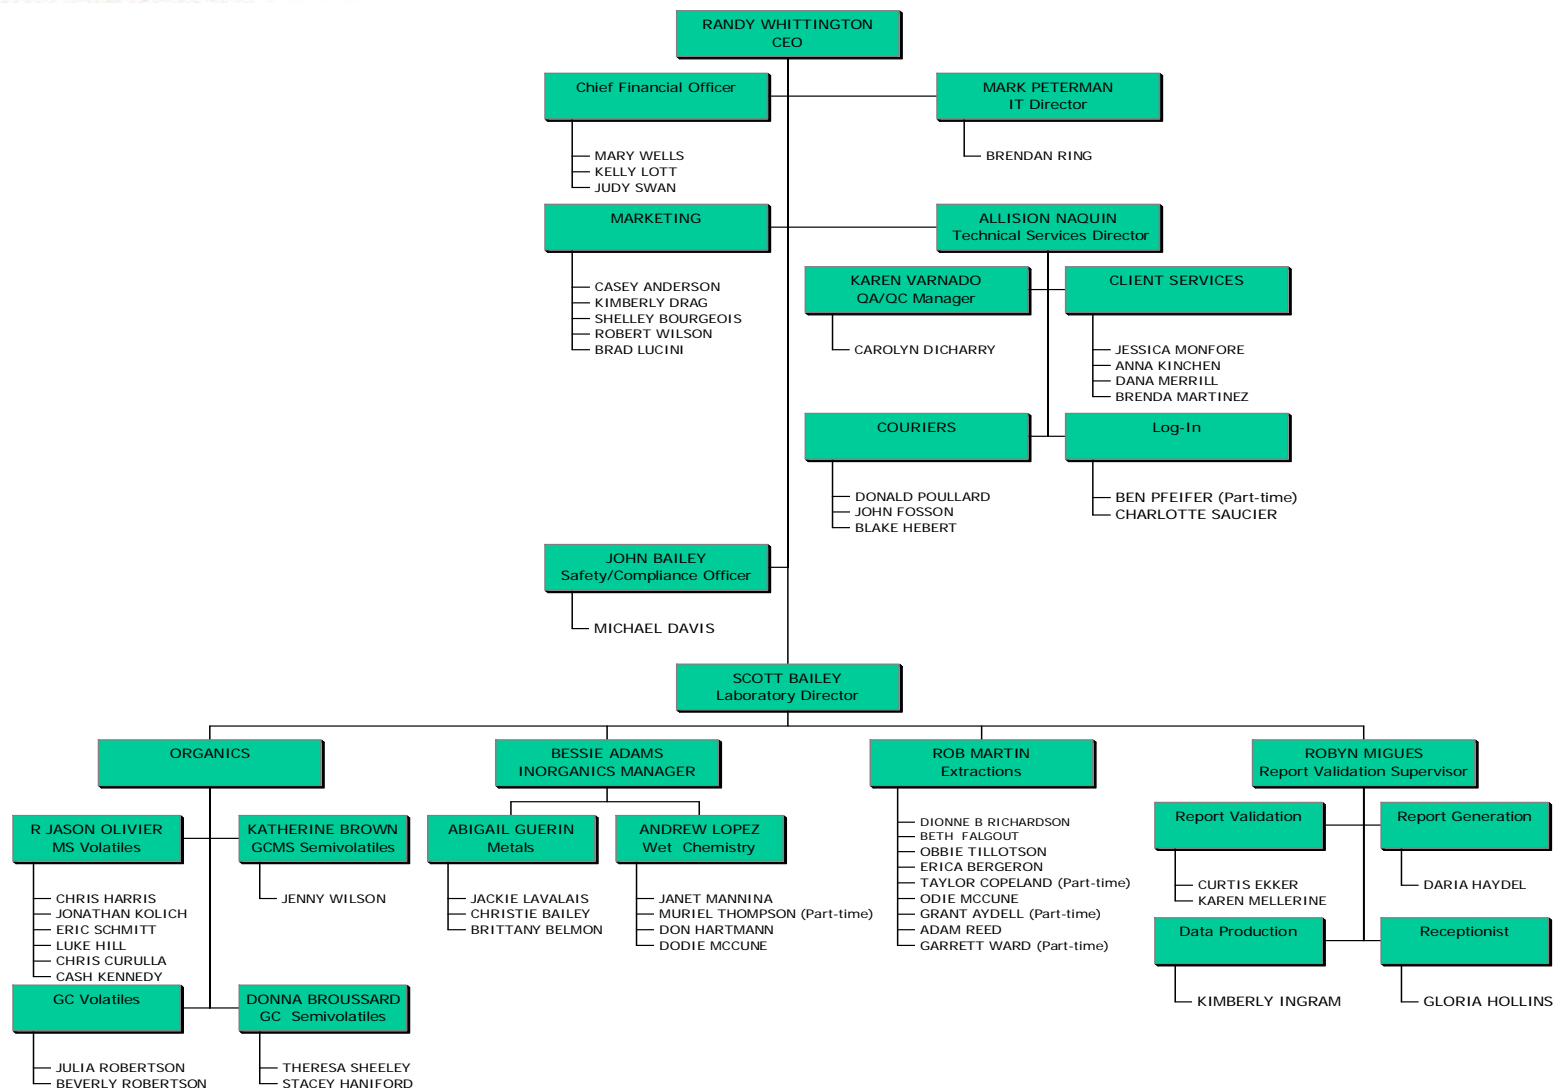 RANDY WHITTINGTON
CEO
Chief Financial Officer
MARY WELLS
KELLY LOTT
JUDY SWAN
MARK PETERMAN
IT Director
BRENDAN RING
MARKETING
CASEY ANDERSON
KIMBERLY DRAG
SHELLEY BOURGEOIS
ROBERT WILSON
BRAD LUCINI
ALLISION NAQUIN
Technical Services Director
KAREN VARNADO
QA/QC Manager
CAROLYN DICHARRY
CLIENT SERVICES
JESSICA MONFORE
ANNA KINCHEN
DANA MERRILL
BRENDA MARTINEZ
COURIERS
DONALD POULLARD
JOHN FOSSON
BLAKE HEBERT
Log-In
BEN PFEIFER (Part-time)
CHARLOTTE SAUCIER
JOHN BAILEY
Safety/Compliance Officer
MICHAEL DAVIS
SCOTT BAILEY
Laboratory Director
ORGANICS
R JASON OLIVIER
MS Volatiles
CHRIS HARRIS
JONATHAN KOLICH
ERIC SCHMITT
LUKE HILL
CHRIS CURULLA
CASH KENNEDY
KATHERINE BROWN
GCMS Semivolatiles
JENNY WILSON
GC Volatiles
JULIA ROBERTSON
BEVERLY ROBERTSON
DONNA BROUSSARD
GC Semivolatiles
THERESA SHEELEY
STACEY HANIFORD
BESSIE ADAMS
INORGANICS MANAGER
ABIGAIL GUERIN
Metals
JACKIE LAVALAIS
CHRISTIE BAILEY
BRITTANY BELMON
ANDREW LOPEZ
Wet Chemistry
JANET MANNINA
MURIEL THOMPSON (Part-time)
DON HARTMANN
DODIE MCCUNE
ROB MARTIN
Extractions
DIONNE B RICHARDSON
BETH FALGOUT
OBBIE TILLOTSON
ERICA BERGERON
TAYLOR COPELAND (Part-time)
ODIE MCCUNE
GRANT AYDELL (Part-time)
ADAM REED
GARRETT WARD (Part-time)
ROBYN MIGUES
Report Validation Supervisor
Report Validation
CURTIS EKKER
KAREN MELLERINE
Report Generation
DARIA HAYDEL
Data Production
KIMBERLY INGRAM
Receptionist
GLORIA HOLLINS